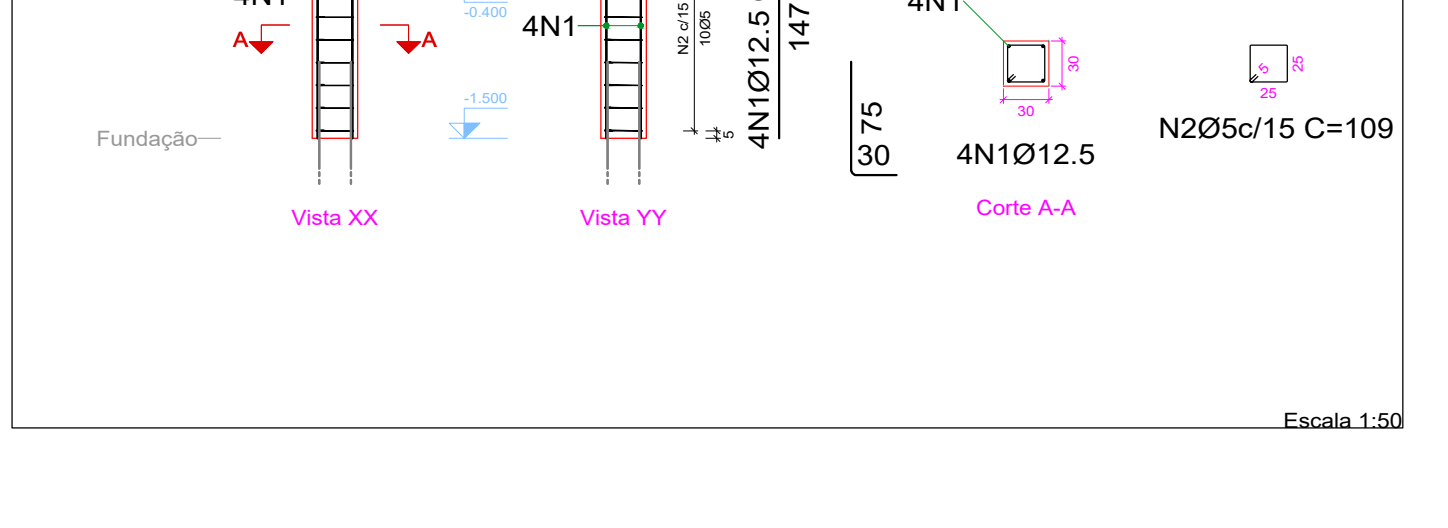 4N1
-0.400
A
A
4N1
N2 c/15
10Ø5
4N1Ø12.5
147
4N1
30
30
5
25
25
-1.500
Fundação
5
75
30
4N1Ø12.5
N2Ø5c/15 C=109
Vista XX
Vista YY
Corte A-A
Escala 1:50